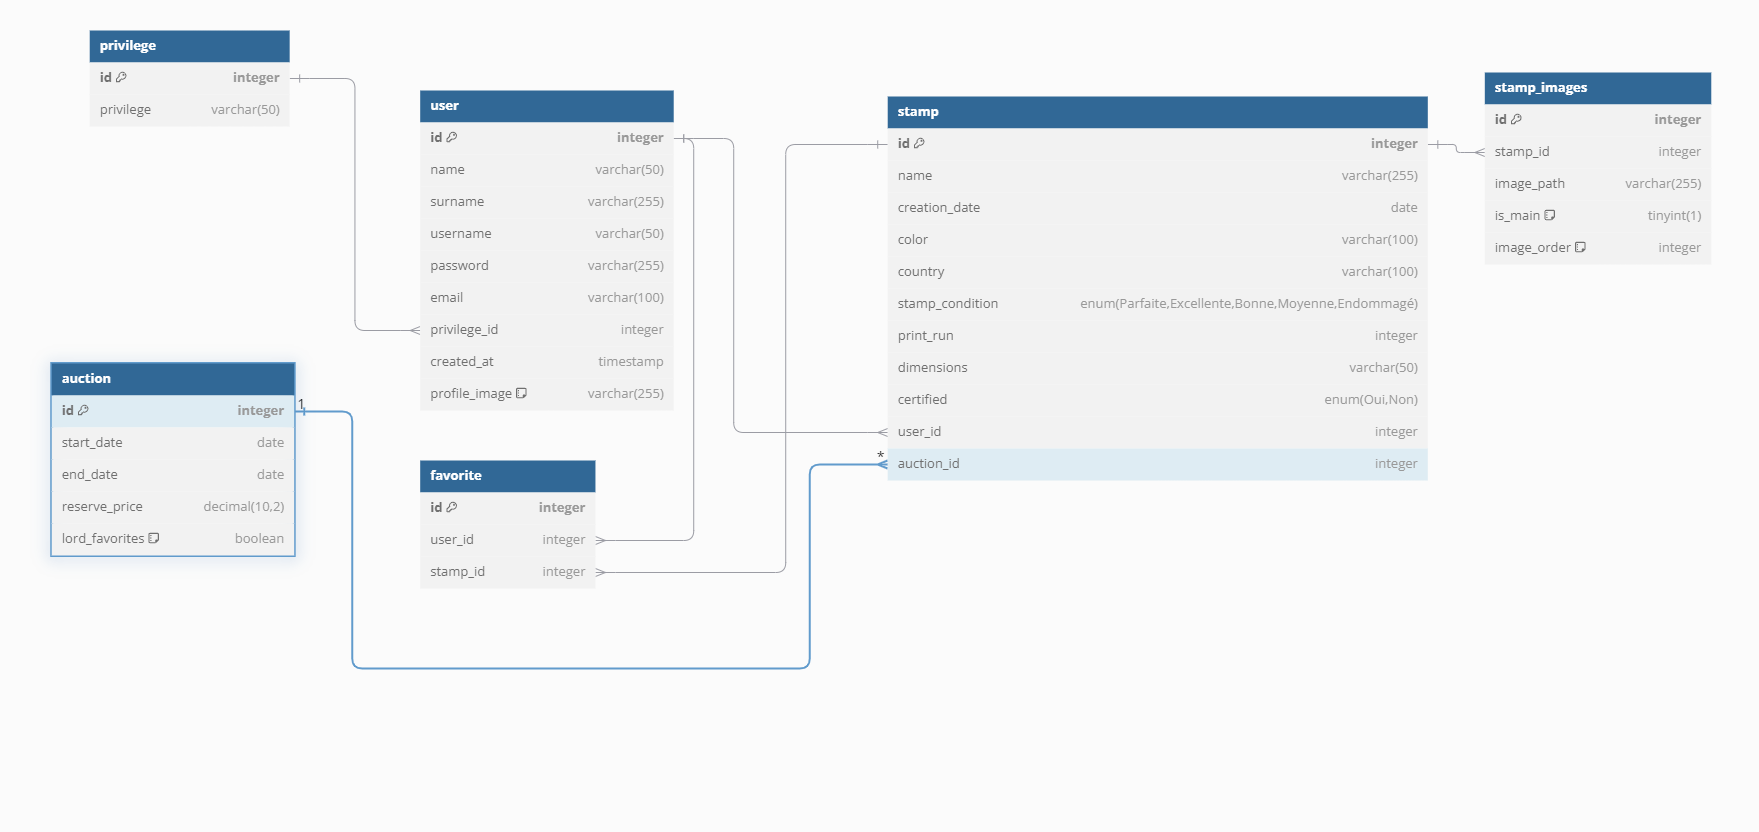 privilege
id integer
privilege varchar(50)
user
id integer
name varchar(50)
surname varchar(255)
username varchar(50)
password varchar(255)
email varchar(100)
privilege_id integer
created_at timestamp
profile_image varchar(255)
stamp
id integer
name varchar(255)
creation_date date
color varchar(100)
country varchar(100)
stamp_condition enum(Parfaite,Excellente,Bonne,Moyenne,Endommagé)
print_run integer
dimensions varchar(50)
certified enum(Oui,Non)
user_id integer
* auction_id integer
stamp_images
id integer
stamp_id integer
image_path varchar(255)
is_main tinyint(1)
image_order integer
auction
id integer 1
start_date date
end_date date
reserve_price decimal(10,2)
lord_favorites boolean
favorite
id integer
user_id integer
stamp_id integer